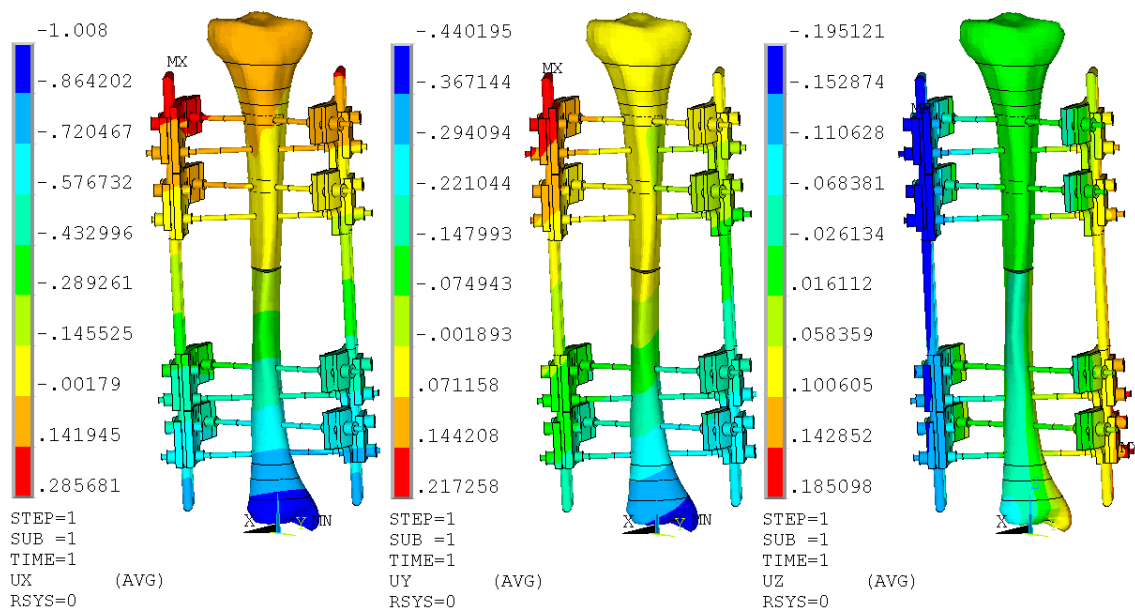 -1.008
-.864202
-.720467
-.576732
-.432996
-.289261
-.145525
-.00179
.141945
.285681
STEP=1
SUB =1
TIME=1
UX (AVG)
RSYS=0
MX
X
Y
MN
-.440195
-.367144
-.294094
-.221044
-.147993
-.074943
-.001893
.071158
.144208
.217258
STEP=1
SUB =1
TIME=1
UY (AVG)
RSYS=0
MX
X
Y
MN
-.195121
-.152874
-.110628
-.068381
-.026134
.016112
.058359
.100605
.142852
.185098
STEP=1
SUB =1
TIME=1
UZ (AVG)
RSYS=0
X